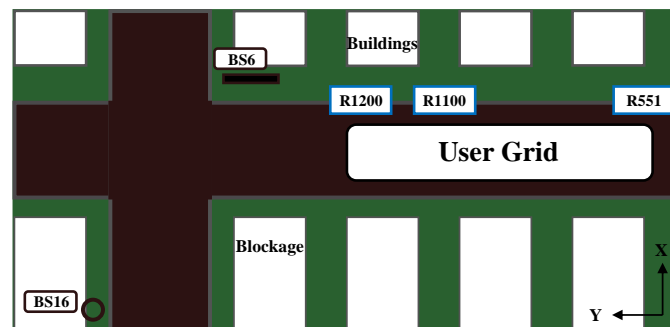 Buildings
BS6
R1200
R1100
R551
User Grid
Blockage
X
BS16
Y